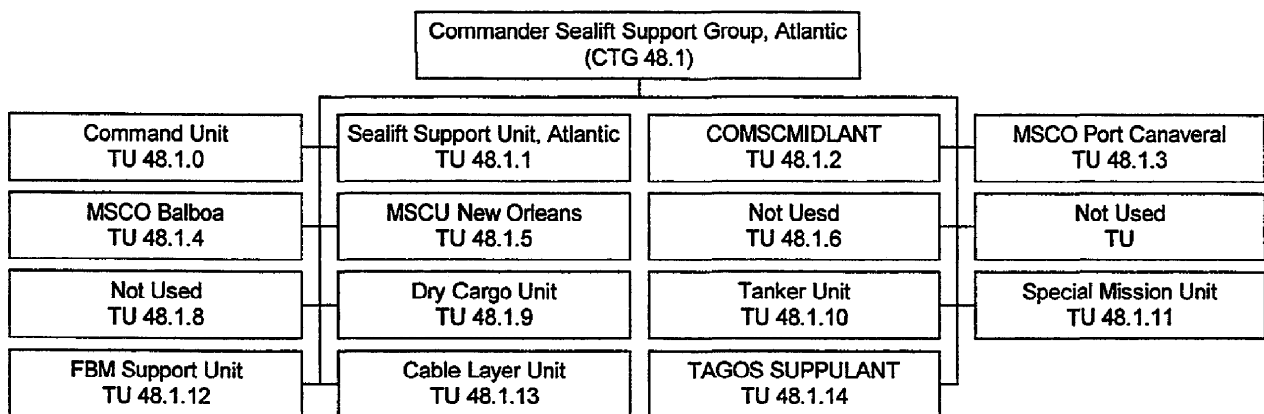 Commander Sealift Support Group, Atlantic
(CTG 48.1)
Command Unit
TU 48.1.0
Sealift Support Unit, Atlantic
TU 48.1.1
COMSCMIDLANT
TU 48.1.2
MSCO Port Canaveral
TU 48.1.3
MSCO Balboa
TU 48.1.4
MSCU New Orleans
TU 48.1.5
Not Uesd
TU 48.1.6
Not Used
TU
Not Used
TU 48.1.8
Dry Cargo Unit
TU 48.1.9
Tanker Unit
TU 48.1.10
Special Mission Unit
TU 48.1.11
FBM Support Unit
TU 48.1.12
Cable Layer Unit
TU 48.1.13
TAGOS SUPPULANT
TU 48.1.14